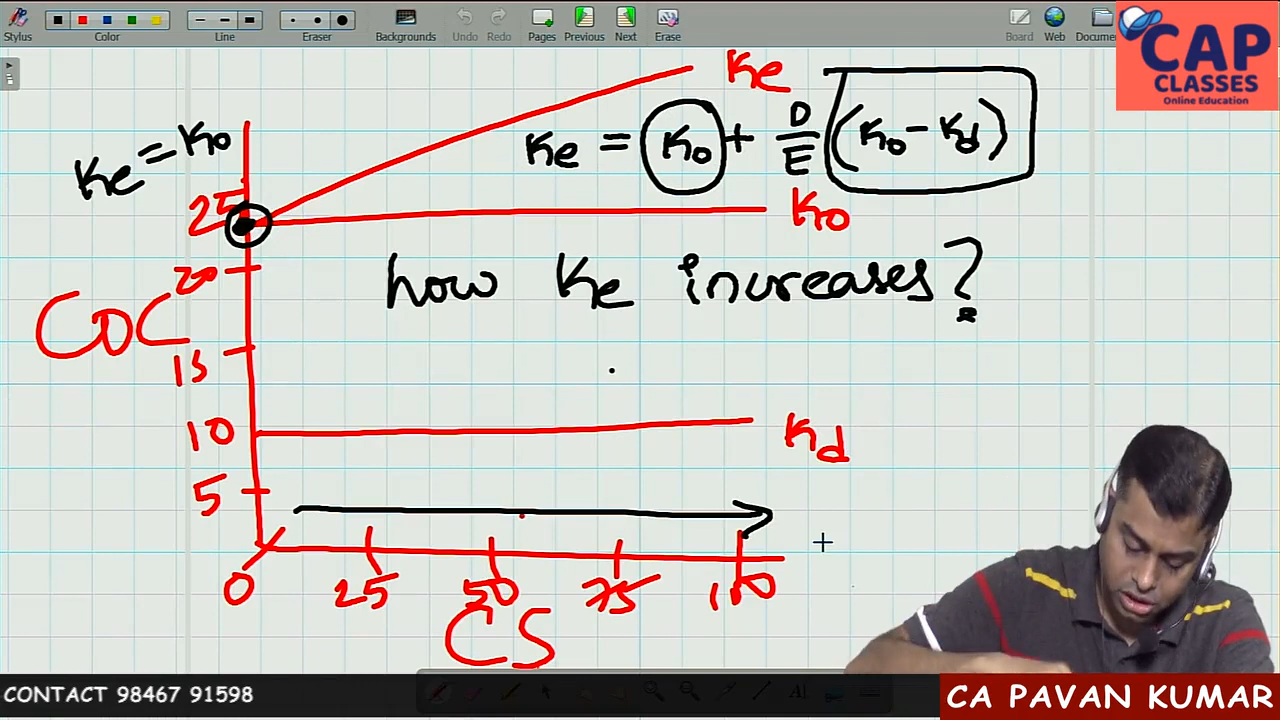 Stylus Color Line Eraser Backgrounds Undo Redo Pages Previous Next Erase Board Web
CAP
CLASSES
Online Education
Ke
Ke = Ko
Ke = Ko + D/E (Ko - Kd)
25
Ko
how Ke increases?
20
COC
15
10
Kd
5
0 25 50 75 100
CS
CONTACT 98467 91598
CA PAVAN KUMAR